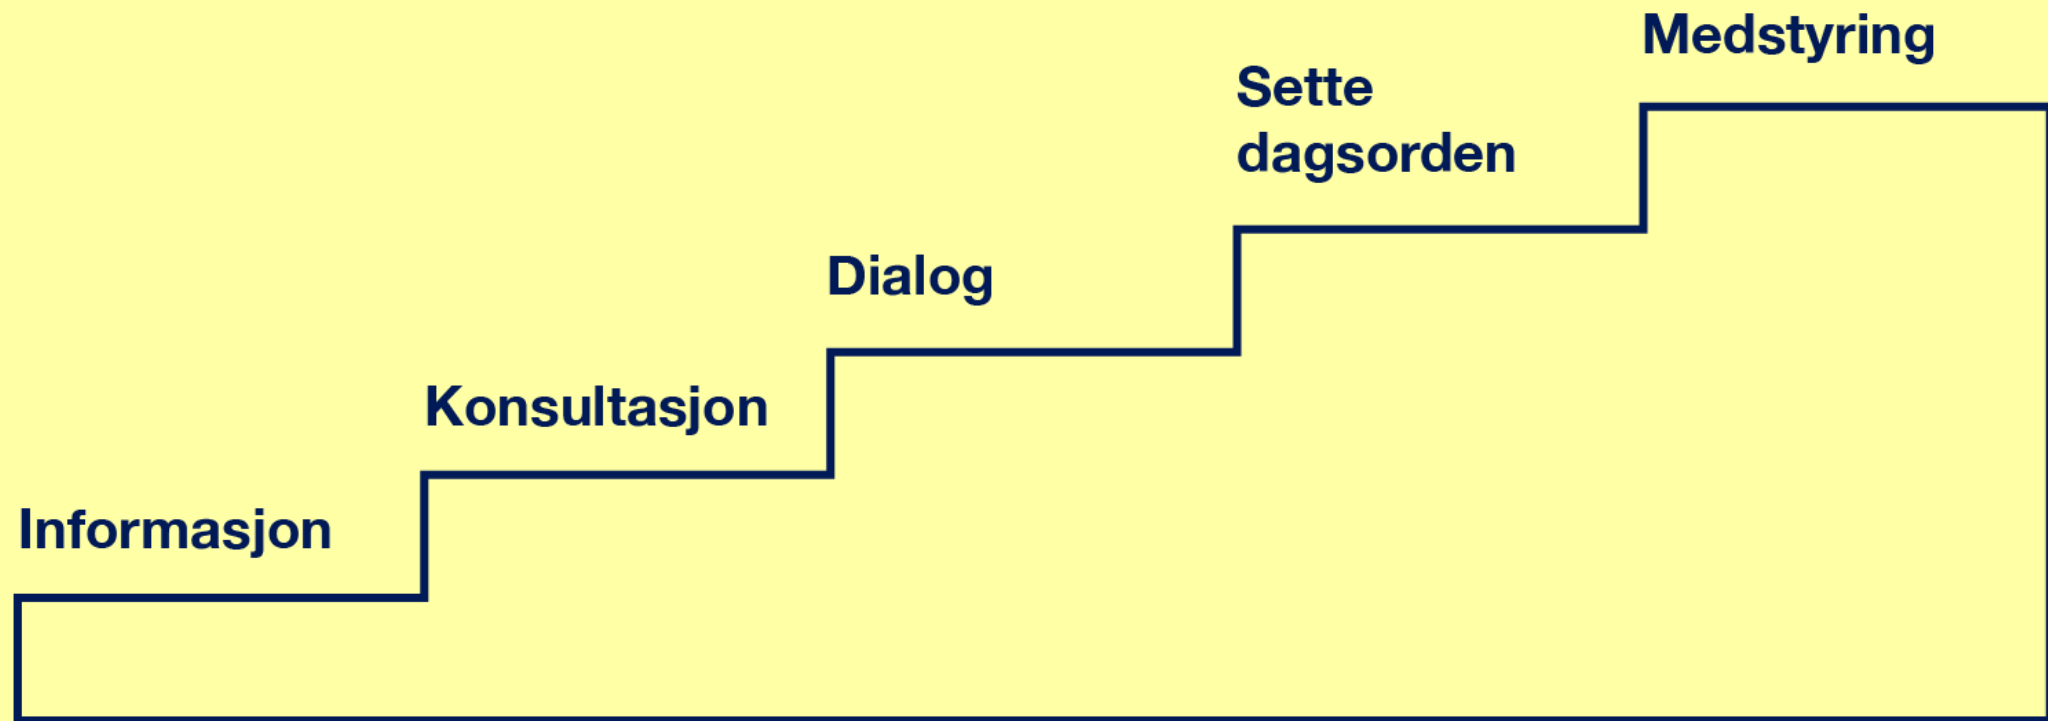 Medstyring
Sette
dagsorden
Dialog
Konsultasjon
Informasjon